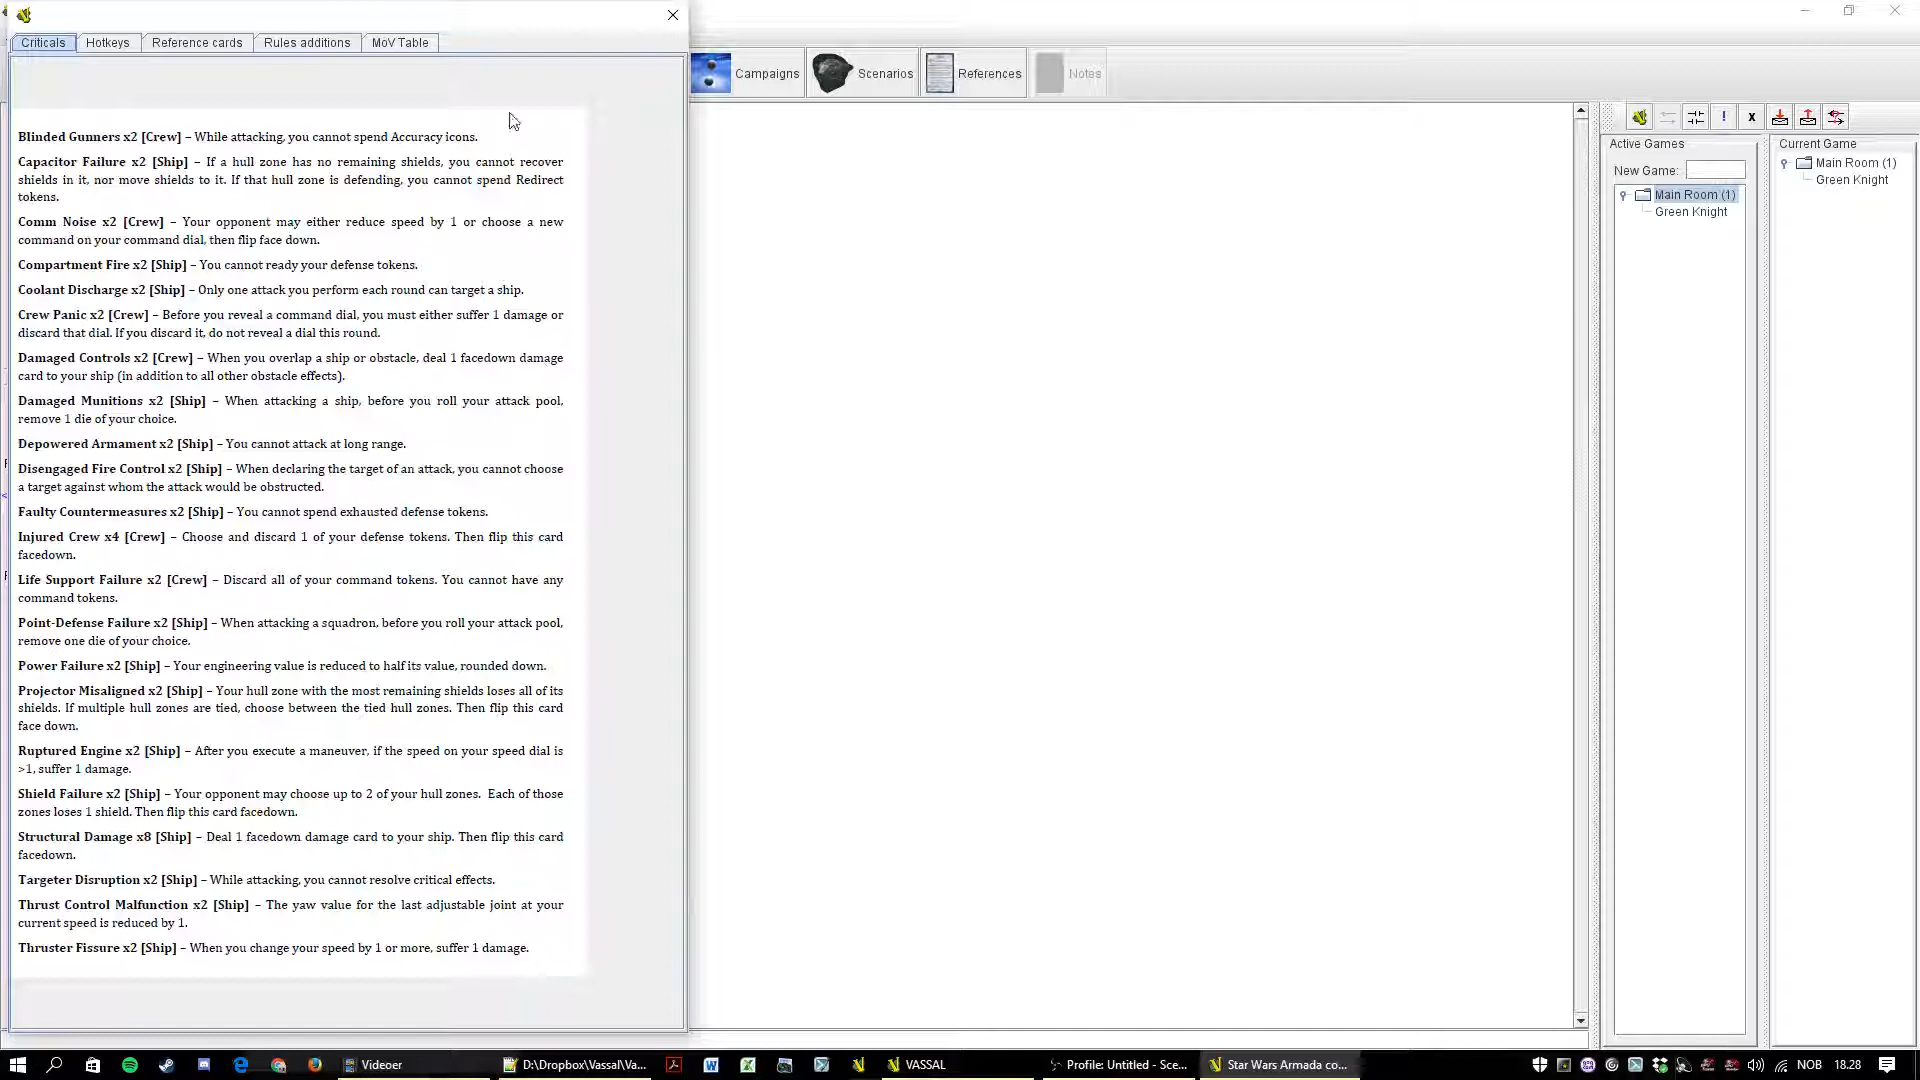 Criticals Hotkeys Reference cards Rules additions MoV Table
Campaigns Scenarios References Notes
Blinded Gunners x2 [Crew] – While attacking, you cannot spend Accuracy icons.
Capacitor Failure x2 [Ship] – If a hull zone has no remaining shields, you cannot recover
shields in it, nor move shields to it. If that hull zone is defending, you cannot spend Redirect
tokens.
Comm Noise x2 [Crew] – Your opponent may either reduce speed by 1 or choose a new
command on your command dial, then flip face down.
Compartment Fire x2 [Ship] – You cannot ready your defense tokens.
Coolant Discharge x2 [Ship] – Only one attack you perform each round can target a ship.
Crew Panic x2 [Crew] – Before you reveal a command dial, you must either suffer 1 damage or
discard that dial. If you discard it, do not reveal a dial this round.
Damaged Controls x2 [Crew] – When you overlap a ship or obstacle, deal 1 facedown damage
card to your ship (in addition to all other obstacle effects).
Damaged Munitions x2 [Ship] – When attacking a ship, before you roll your attack pool,
remove 1 die of your choice.
Depowered Armament x2 [Ship] – You cannot attack at long range.
Disengaged Fire Control x2 [Ship] – When declaring the target of an attack, you cannot choose
a target against whom the attack would be obstructed.
Faulty Countermeasures x2 [Ship] – You cannot spend exhausted defense tokens.
Injured Crew x4 [Crew] – Choose and discard 1 of your defense tokens. Then flip this card
facedown.
Life Support Failure x2 [Crew] – Discard all of your command tokens. You cannot have any
command tokens.
Point-Defense Failure x2 [Ship] – When attacking a squadron, before you roll your attack pool,
remove one die of your choice.
Power Failure x2 [Ship] – Your engineering value is reduced to half its value, rounded down.
Projector Misaligned x2 [Ship] – Your hull zone with the most remaining shields loses all of its
shields. If multiple hull zones are tied, choose between the tied hull zones. Then flip this card
face down.
Ruptured Engine x2 [Ship] – After you execute a maneuver, if the speed on your speed dial is
>1, suffer 1 damage.
Shield Failure x2 [Ship] – Your opponent may choose up to 2 of your hull zones. Each of those
zones loses 1 shield. Then flip this card facedown.
Structural Damage x8 [Ship] – Deal 1 facedown damage card to your ship. Then flip this card
facedown.
Targeter Disruption x2 [Ship] – While attacking, you cannot resolve critical effects.
Thrust Control Malfunction x2 [Ship] – The yaw value for the last adjustable joint at your
current speed is reduced by 1.
Thruster Fissure x2 [Ship] – When you change your speed by 1 or more, suffer 1 damage.
! x
Active Games
New Game:
Main Room (1)
Green Knight
Current Game
Main Room (1)
Green Knight
Videoer D:\Dropbox\Vassal\Va... VASSAL Profile: Untitled - Sce... Star Wars Armada co... NOB 18.28